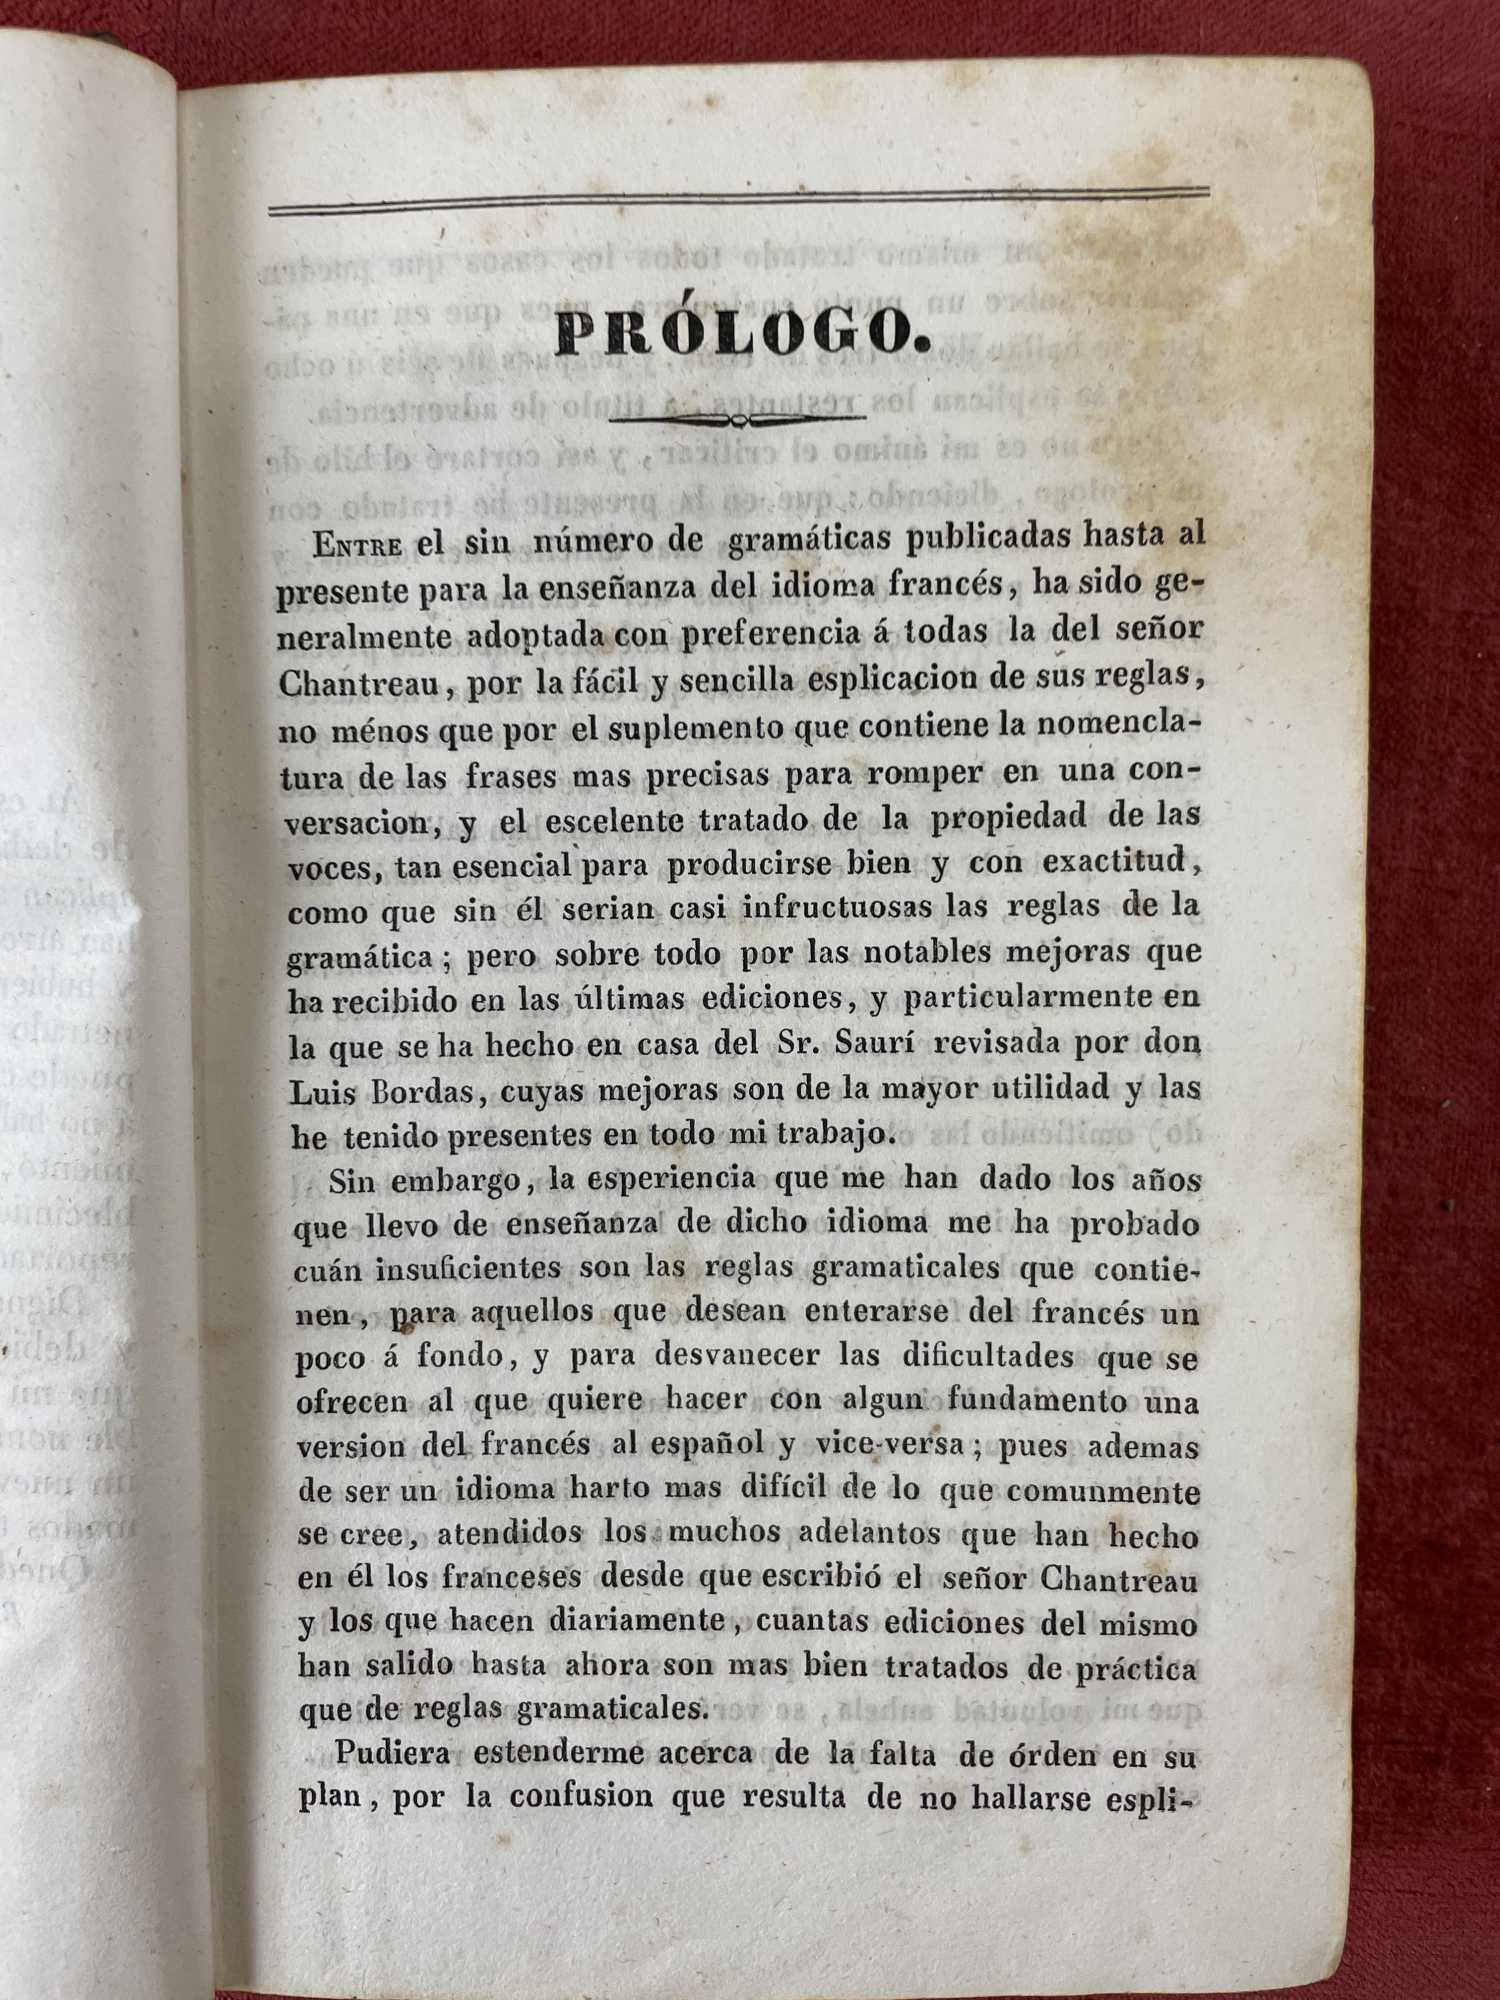 PRÓLOGO.
ENTRE el sin número de gramáticas publicadas hasta al
presente para la enseñanza del idioma francés, ha sido ge-
neralmente adoptada con preferencia á todas la del señor
Chantreau, por la fácil y sencilla esplicacion de sus reglas,
no ménos que por el suplemento que contiene la nomencla-
tura de las frases mas precisas para romper en una con-
versacion, y el escelente tratado de la propiedad de las
voces, tan esencial para producirse bien y con exactitud,
como que sin él serian casi infructuosas las reglas de la
gramática; pero sobre todo por las notables mejoras que
ha recibido en las últimas ediciones, y particularmente en
la que se ha hecho en casa del Sr. Saurí revisada por don
Luis Bordas, cuyas mejoras son de la mayor utilidad y las
he tenido presentes en todo mi trabajo.
Sin embargo, la esperiencia que me han dado los años
que llevo de enseñanza de dicho idioma me ha probado
cuán insuficientes son las reglas gramaticales que contie-
nen, para aquellos que desean enterarse del francés un
poco á fondo, y para desvanecer las dificultades que se
ofrecen al que quiere hacer con algun fundamento una
version del francés al español y vice-versa; pues ademas
de ser un idioma harto mas difícil de lo que comunmente
se cree, atendidos los muchos adelantos que han hecho
en él los franceses desde que escribió el señor Chantreau
y los que hacen diariamente, cuantas ediciones del mismo
han salido hasta ahora son mas bien tratados de práctica
que de reglas gramaticales.
Pudiera estenderme acerca de la falta de órden en su
plan, por la confusion que resulta de no hallarse espli-